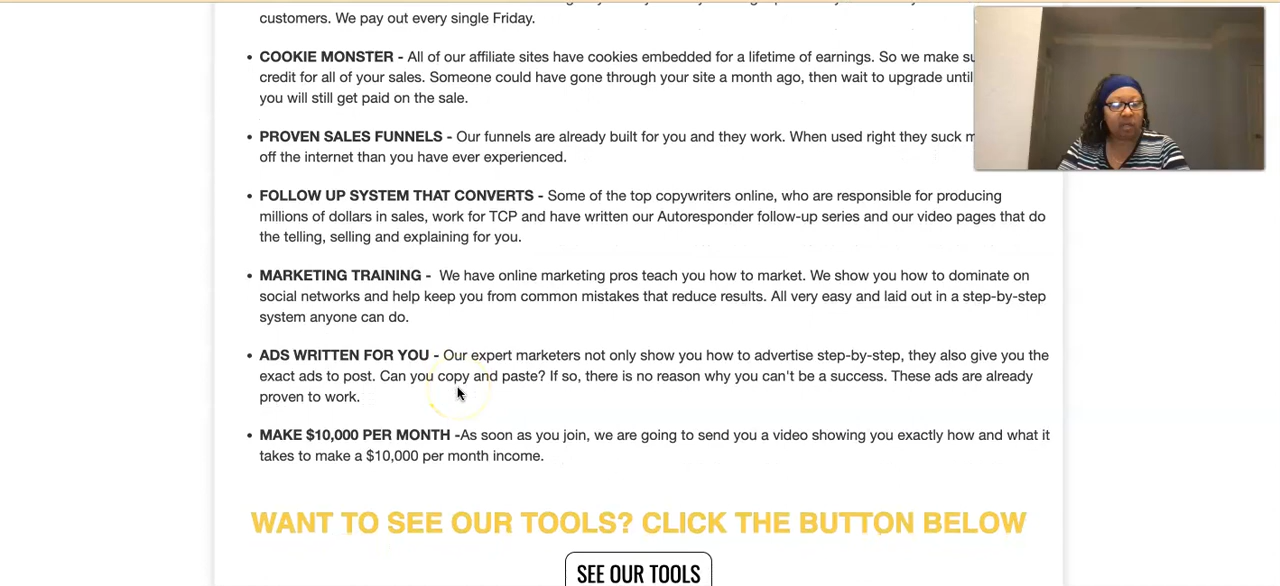 customers. We pay out every single Friday.
• COOKIE MONSTER - All of our affiliate sites have cookies embedded for a lifetime of earnings. So we make
credit for all of your sales. Someone could have gone through your site a month ago, then wait to upgrade until
you will still get paid on the sale.
• PROVEN SALES FUNNELS - Our funnels are already built for you and they work. When used right they suck
off the internet than you have ever experienced.
• FOLLOW UP SYSTEM THAT CONVERTS - Some of the top copywriters online, who are responsible for producing
millions of dollars in sales, work for TCP and have written our Autoresponder follow-up series and our video pages that do
the telling, selling and explaining for you.
• MARKETING TRAINING - We have online marketing pros teach you how to market. We show you how to dominate on
social networks and help keep you from common mistakes that reduce results. All very easy and laid out in a step-by-step
system anyone can do.
• ADS WRITTEN FOR YOU - Our expert marketers not only show you how to advertise step-by-step, they also give you the
exact ads to post. Can you copy and paste? If so, there is no reason why you can't be a success. These ads are already
proven to work.
• MAKE $10,000 PER MONTH -As soon as you join, we are going to send you a video showing you exactly how and what it
takes to make a $10,000 per month income.
WANT TO SEE OUR TOOLS? CLICK THE BUTTON BELOW
SEE OUR TOOLS